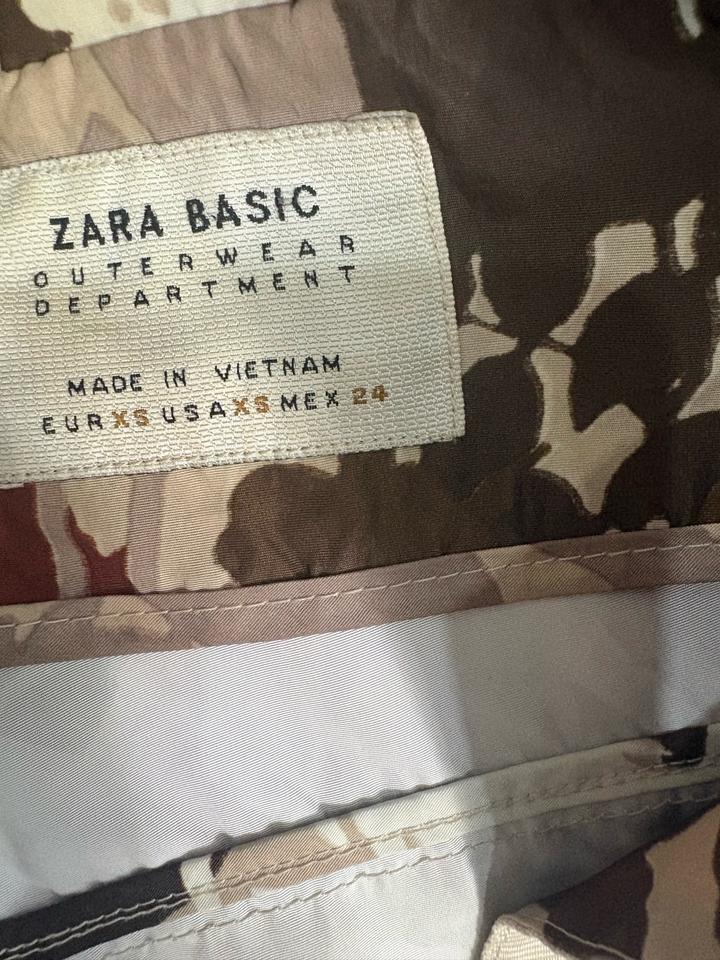 ZARA BASIC
OUTERWEAR
DEPARTMENT
MADE IN VIETNAM
EUR XS USA XS MEX 24